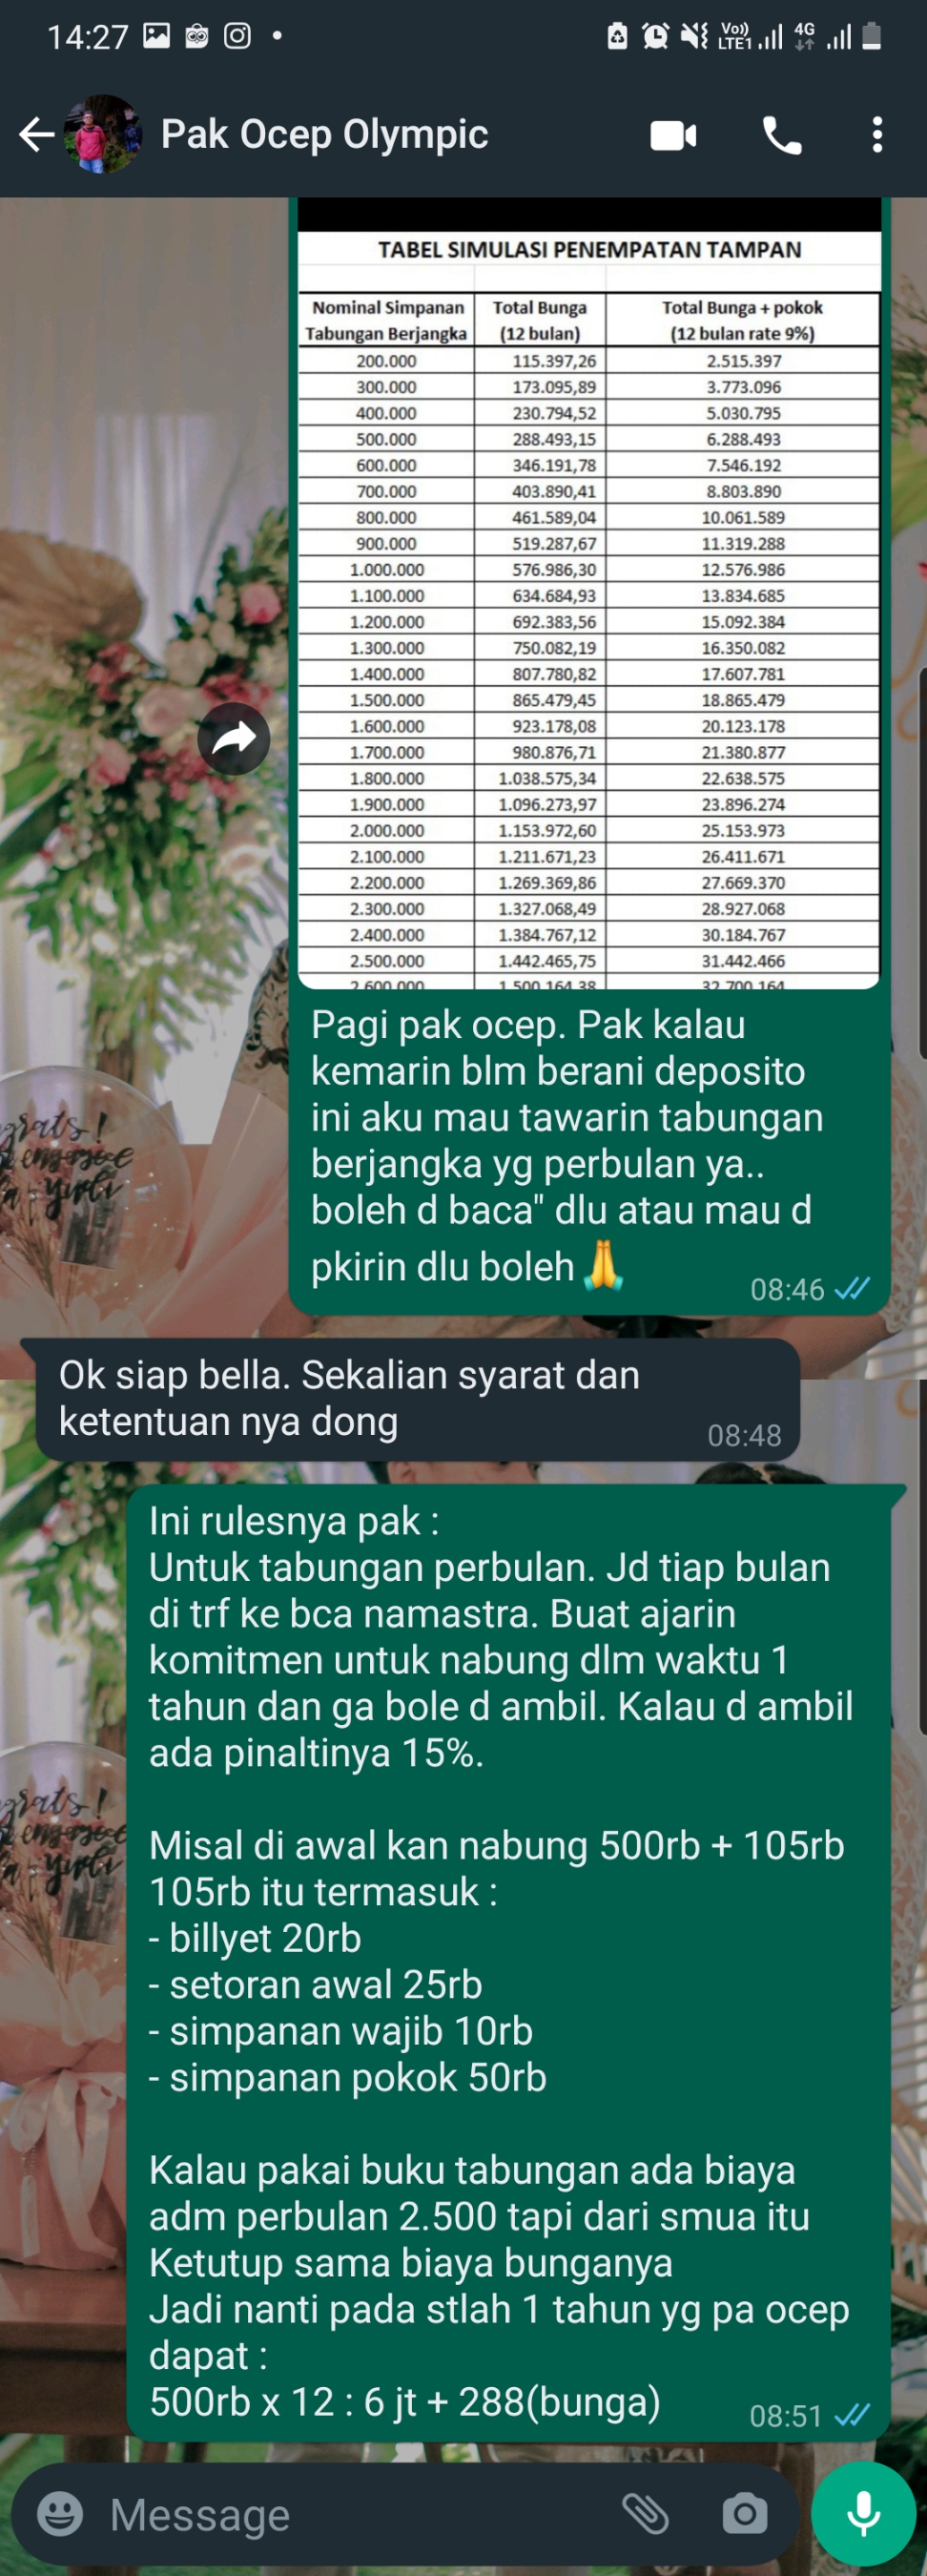 14:27
Vo))
LTE1
4G
Pak Ocep Olympic
TABEL SIMULASI PENEMPATAN TAMPAN
Nominal Simpanan Tabungan Berjangka | Total Bunga (12 bulan) | Total Bunga + pokok (12 bulan rate 9%)
200.000 115.397,26 2.515.397
300.000 173.095,89 3.773.096
400.000 230.794,52 5.030.795
500.000 288.493,15 6.288.493
600.000 346.191,78 7.546.192
700.000 403.890,41 8.803.890
800.000 461.589,04 10.061.589
900.000 519.287,67 11.319.288
1.000.000 576.986,30 12.576.986
1.100.000 634.684,93 13.834.685
1.200.000 692.383,56 15.092.384
1.300.000 750.082,19 16.350.082
1.400.000 807.780,82 17.607.781
1.500.000 865.479,45 18.865.479
1.600.000 923.178,08 20.123.178
1.700.000 980.876,71 21.380.877
1.800.000 1.038.575,34 22.638.575
1.900.000 1.096.273,97 23.896.274
2.000.000 1.153.972,60 25.153.973
2.100.000 1.211.671,23 26.411.671
2.200.000 1.269.369,86 27.669.370
2.300.000 1.327.068,49 28.927.068
2.400.000 1.384.767,12 30.184.767
2.500.000 1.442.465,75 31.442.466
2.600.000 1.500.164,38 32.700.164
Pagi pak ocep. Pak kalau
kemarin blm berani deposito
ini aku mau tawarin tabungan
berjangka yg perbulan ya..
boleh d baca" dlu atau mau d
pkirin dlu boleh 🙏
08:46
Ok siap bella. Sekalian syarat dan
ketentuan nya dong
08:48
Ini rulesnya pak :
Untuk tabungan perbulan. Jd tiap bulan
di trf ke bca namastra. Buat ajarin
komitmen untuk nabung dlm waktu 1
tahun dan ga bole d ambil. Kalau d ambil
ada pinaltinya 15%.
Misal di awal kan nabung 500rb + 105rb
105rb itu termasuk :
- billyet 20rb
- setoran awal 25rb
- simpanan wajib 10rb
- simpanan pokok 50rb
Kalau pakai buku tabungan ada biaya
adm perbulan 2.500 tapi dari smua itu
Ketutup sama biaya bunganya
Jadi nanti pada stlah 1 tahun yg pa ocep
dapat :
500rb x 12 : 6 jt + 288(bunga)
08:51
Message